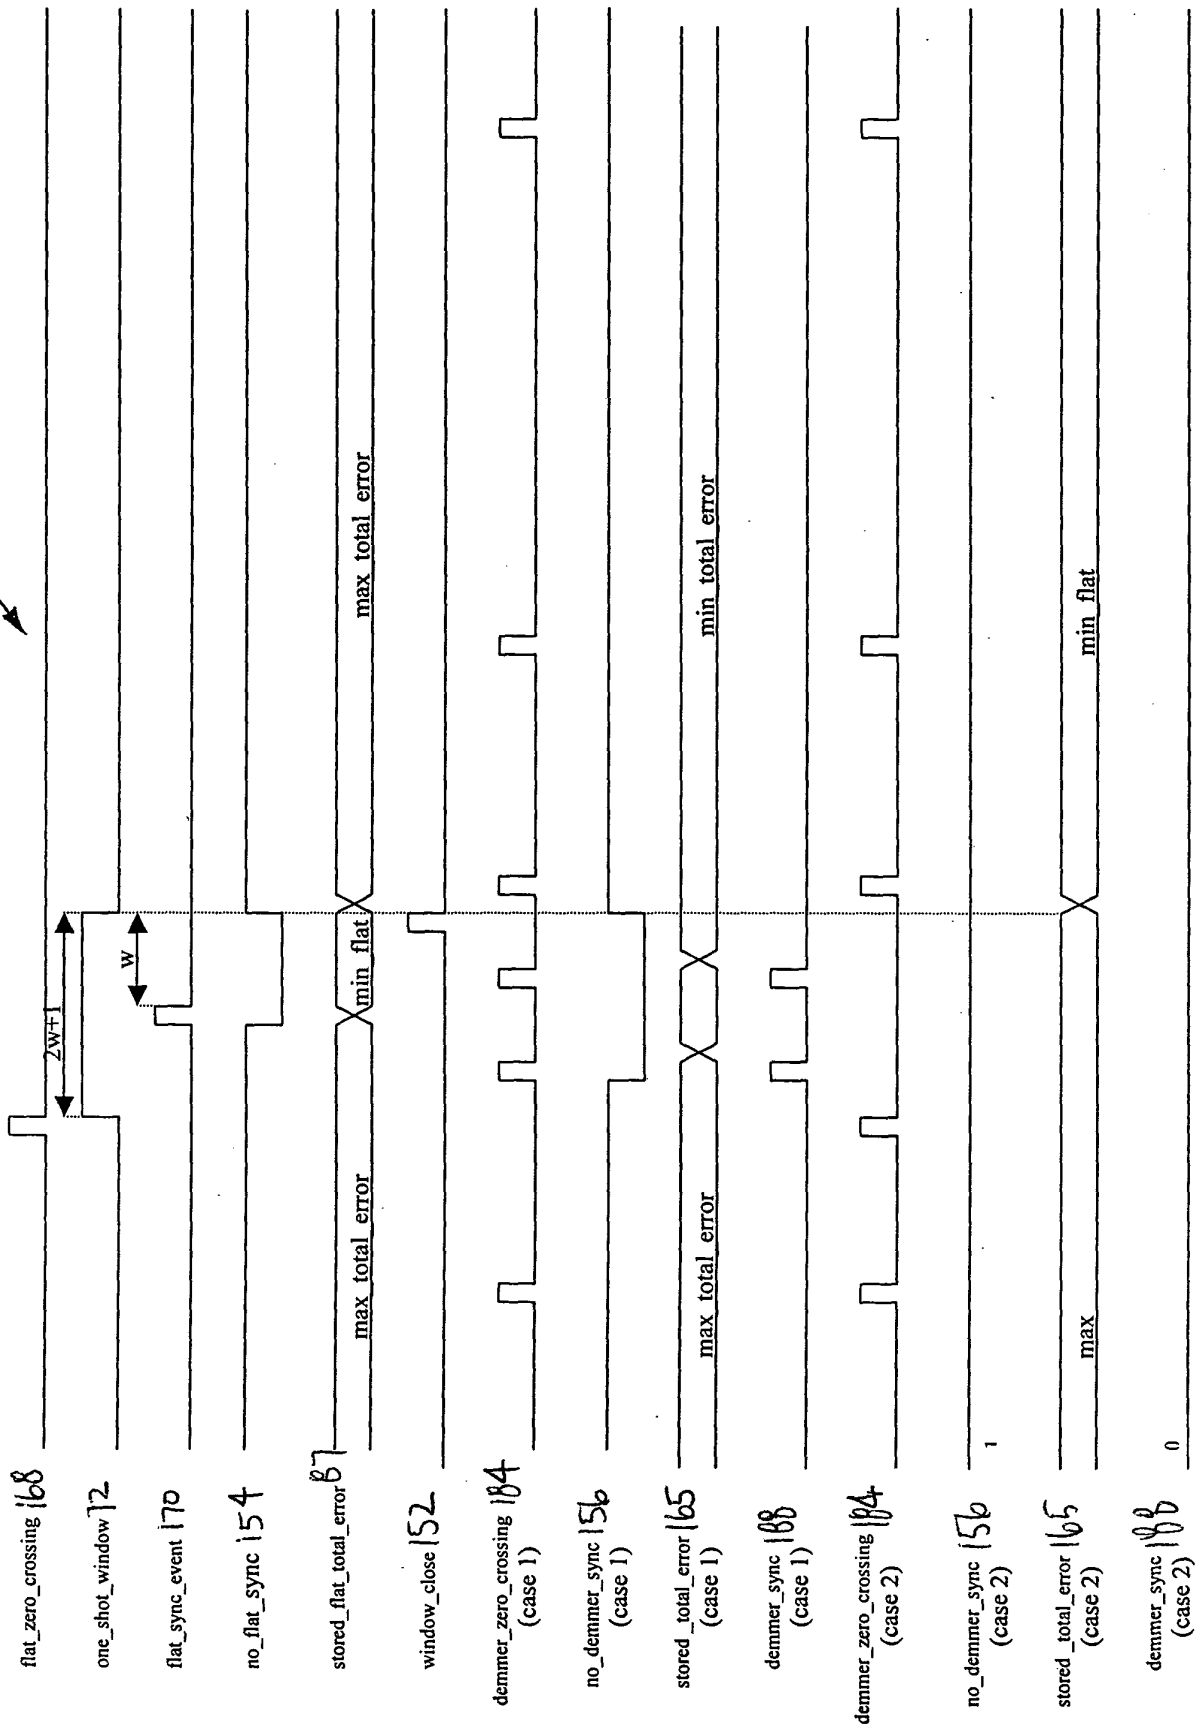 flat_zero_crossing 168
one_shot_window 72
flat_sync_event 170
no_flat_sync 154
stored_flat_total_error 87
window_close 152
demmer_zero_crossing 184
(case 1)
no_demmer_sync 156
(case 1)
stored_total_error 165
(case 1)
demmer_sync 188
(case 1)
demmer_zero_crossing 184
(case 2)
no_demmer_sync 156
(case 2)
stored_total_error 165
(case 2)
demmer_sync 188
(case 2)
2w+1
w
max total error
min flat
max total error
max total error
min total error
1
max
min flat
0